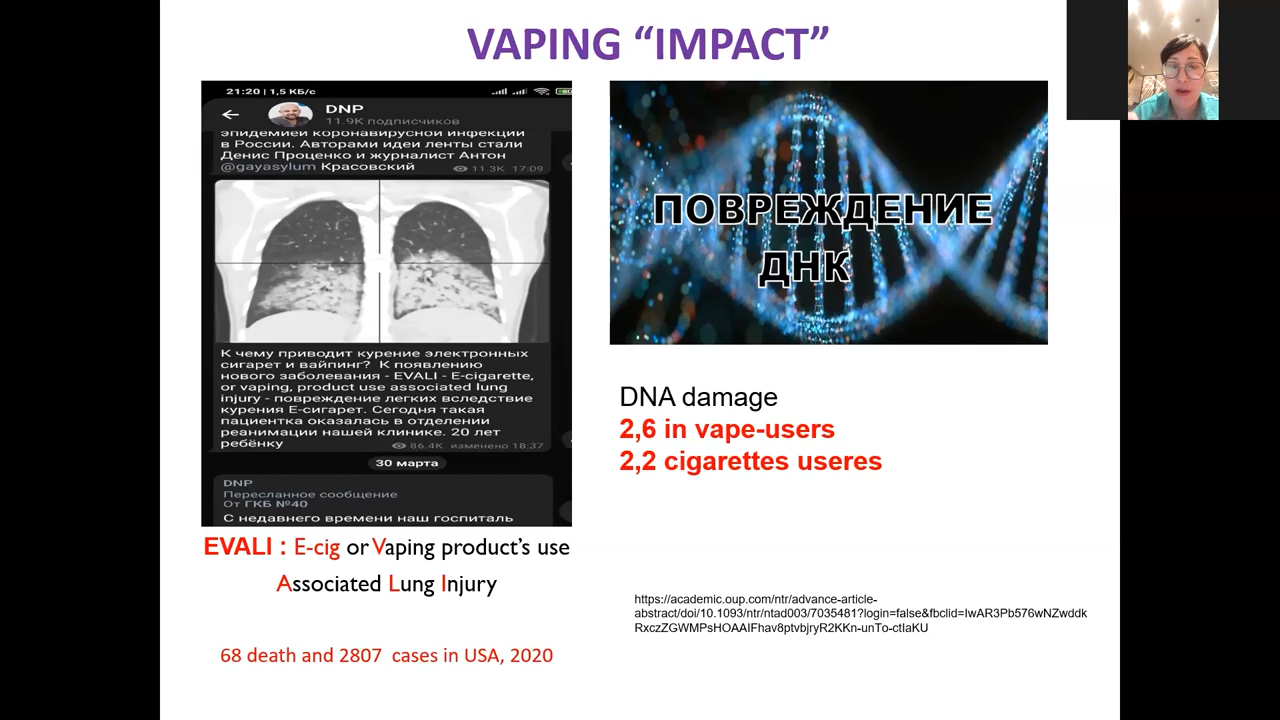 VAPING “IMPACT”
21:20 | 1,5 КБ/с
DNP
11.9K подписчиков
эпидемией коронавирусной инфекции
в России. Авторами идеи ленты стали
Денис Проценко и журналист Антон
@gayasylum Красовский
11.3K 17:09
К чему приводит курение электронных
сигарет и вайпинг? К появлению
нового заболевания - EVALI - E-cigarette,
or vaping, product use associated lung
injury - повреждение легких вследствие
курения Е-сигарет. Сегодня такая
пациентка оказалась в отделении
реанимации нашей клинике. 20 лет
ребёнку
86.4K изменено 18:37
30 марта
DNP
Пересланное сообщение
От ГКБ №40
С недавнего времени наш госпиталь
EVALI : E-cig or Vaping product’s use
Associated Lung Injury
68 death and 2807 cases in USA, 2020
ПОВРЕЖДЕНИЕ
ДНК
DNA damage
2,6 in vape-users
2,2 cigarettes useres
https://academic.oup.com/ntr/advance-article-
abstract/doi/10.1093/ntr/ntad003/7035481?login=false&fbclid=IwAR3Pb576wNZwddk
RxczZGWMPsHOAAIFhav8ptvbjryR2KKn-unTo-ctIaKU